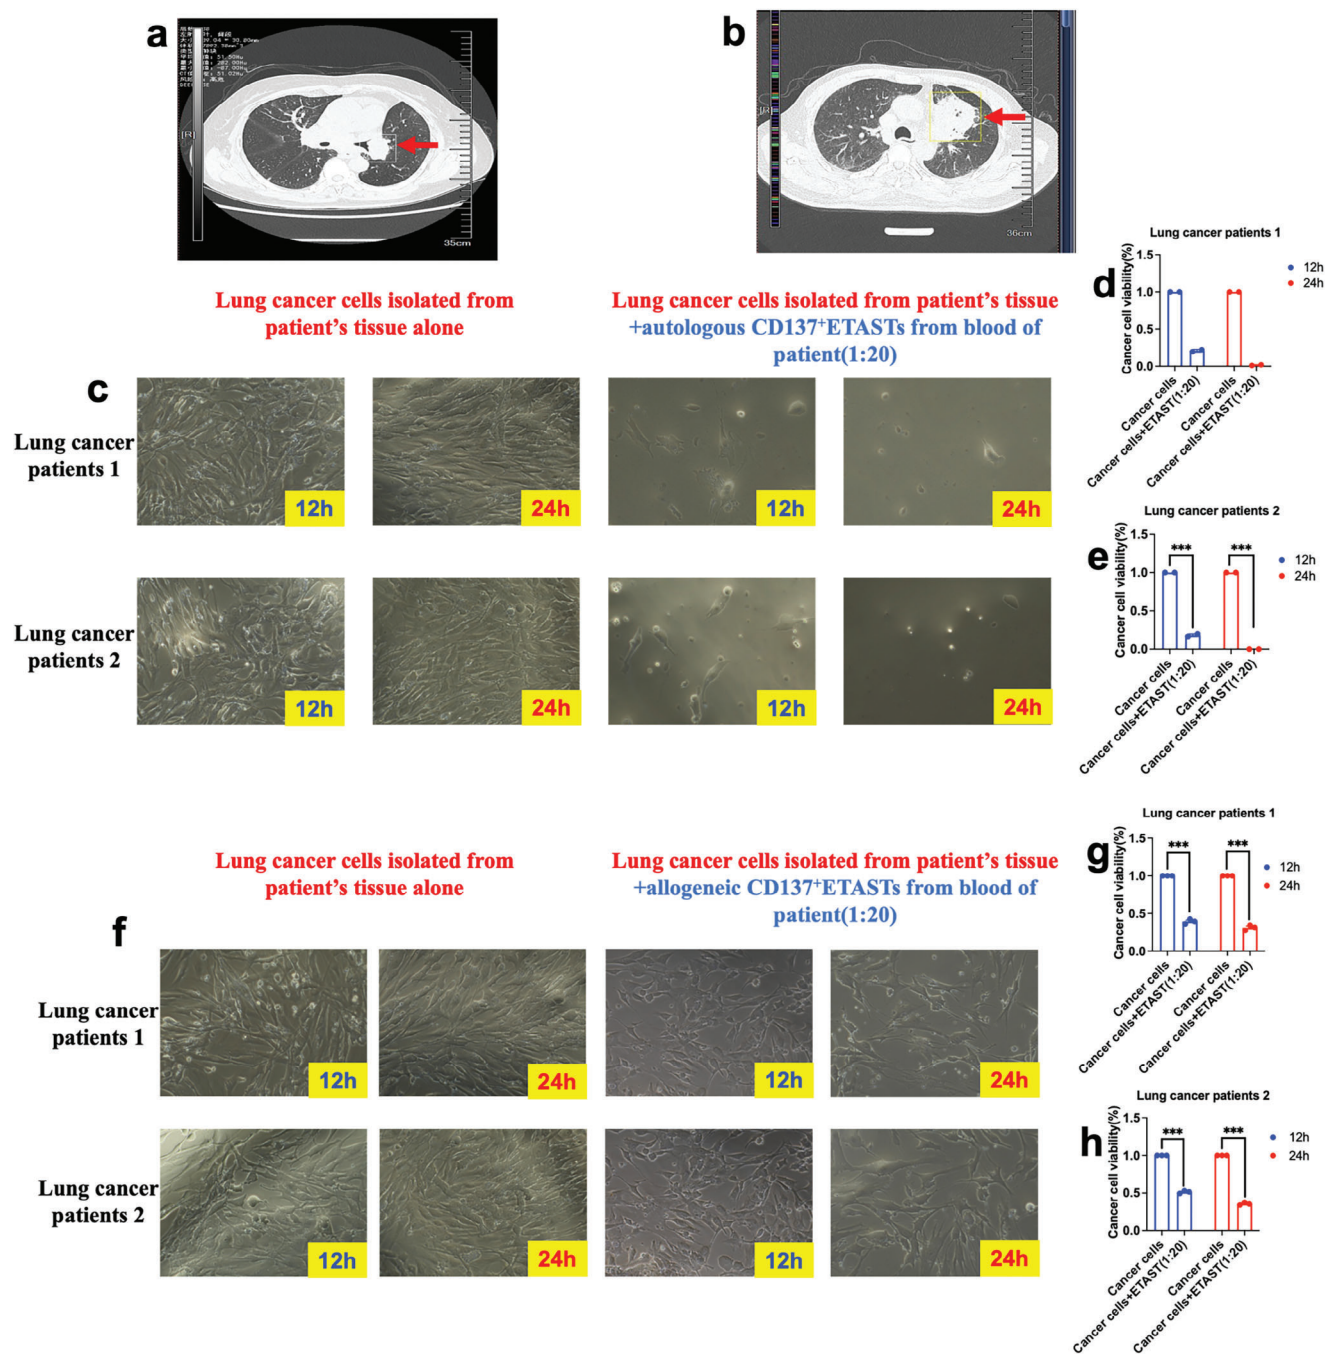 a
b
[R]
35cm
[R]
36cm
Lung cancer cells isolated from
patient's tissue alone
Lung cancer cells isolated from patient's tissue
+autologous CD137+ETASTs from blood of
patient(1:20)
c
Lung cancer
patients 1
12h
24h
12h
24h
Lung cancer
patients 2
12h
24h
12h
24h
d
Lung cancer patients 1
Cancer cell viability(%)
1.5
1.0
0.5
0.0
12h
24h
Cancer cells
Cancer cells+ETAST(1:20)
Cancer cells
Cancer cells+ETAST(1:20)
e
Lung cancer patients 2
Cancer cell viability(%)
1.5
1.0
0.5
0.0
***
***
12h
24h
Cancer cells
Cancer cells+ETAST(1:20)
Cancer cells
Cancer cells+ETAST(1:20)
Lung cancer cells isolated from
patient's tissue alone
Lung cancer cells isolated from patient's tissue
+allogeneic CD137+ETASTs from blood of
patient(1:20)
f
Lung cancer
patients 1
12h
24h
12h
24h
Lung cancer
patients 2
12h
24h
12h
24h
g
Lung cancer patients 1
Cancer cell viability(%)
1.5
1.0
0.5
0.0
***
***
12h
24h
Cancer cells
Cancer cells+ETAST(1:20)
Cancer cells
Cancer cells+ETAST(1:20)
h
Lung cancer patients 2
Cancer cell viability(%)
1.5
1.0
0.5
0.0
***
***
12h
24h
Cancer cells
Cancer cells+ETAST(1:20)
Cancer cells
Cancer cells+ETAST(1:20)